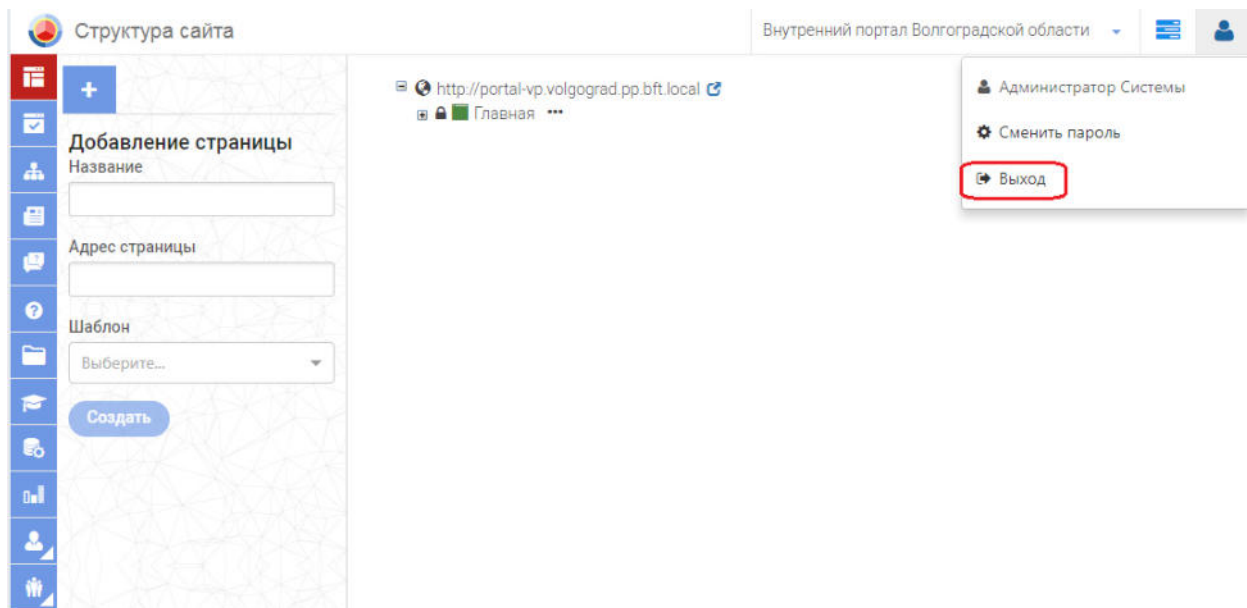 Структура сайта
Внутренний портал Волгоградской области
Добавление страницы
Название
Адрес страницы
Шаблон
Выберите...
Создать
http://portal-vp.volgograd.pp.bft.local
Главная
Администратор Системы
Сменить пароль
Выход